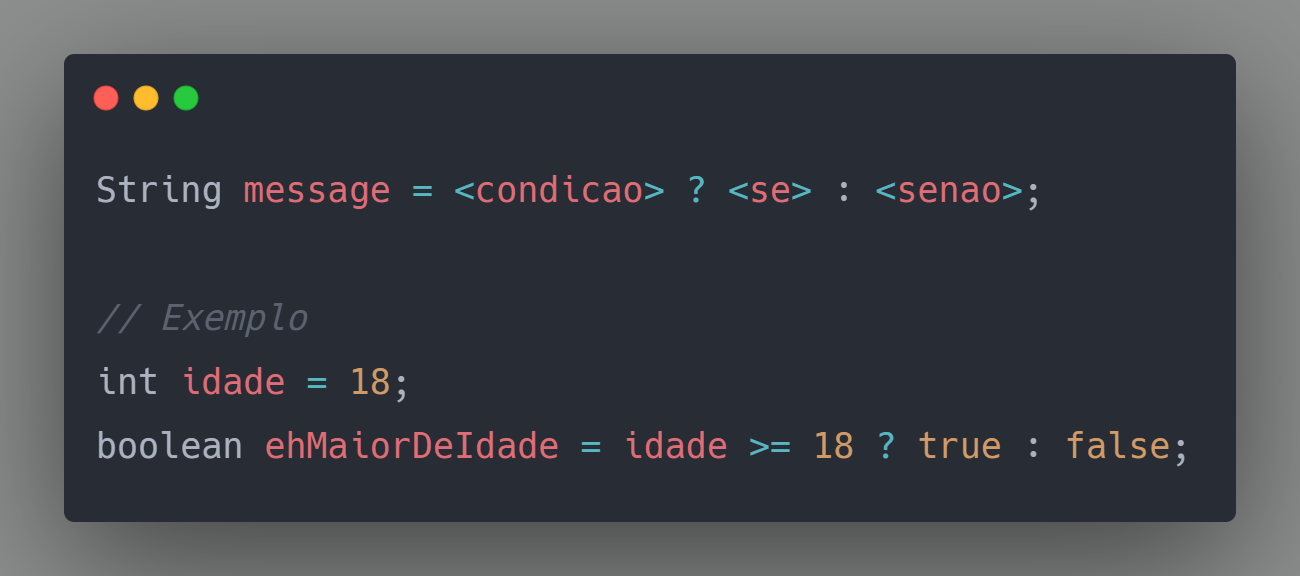 String message = <condicao> ? <se> : <senao>;
// Exemplo
int idade = 18;
boolean ehMaiorDeIdade = idade >= 18 ? true : false;